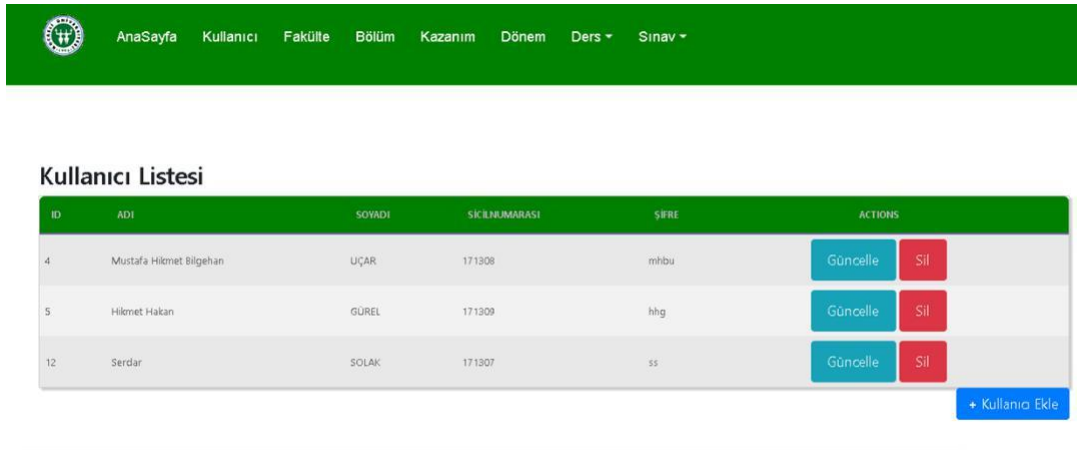 AnaSayfa Kullanıcı Fakülte Bölüm Kazanım Dönem Ders Sınav
Kullanıcı Listesi
ID ADI SOYADI SİCİLNUMARASI ŞİFRE ACTIONS
4 Mustafa Hikmet Bilgehan UÇAR 171308 mhbu Güncelle Sil
5 Hikmet Hakan GÜREL 171309 hhg Güncelle Sil
12 Serdar SOLAK 171307 ss Güncelle Sil
+ Kullanıcı Ekle